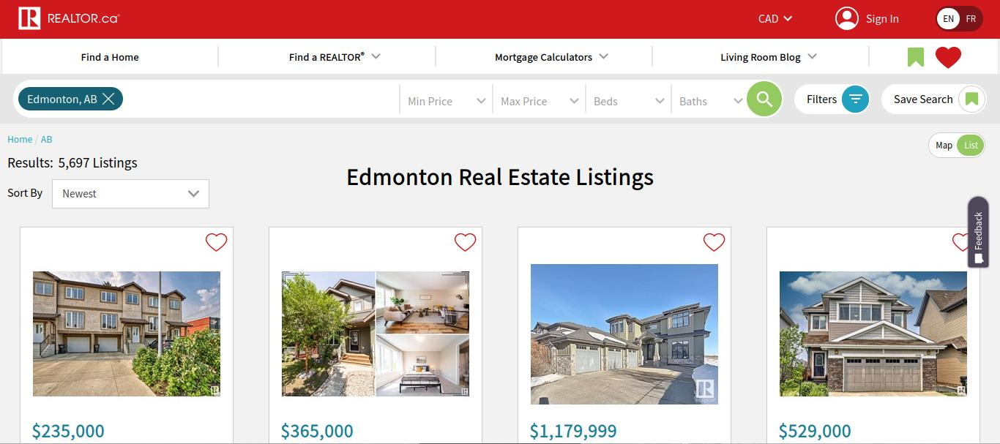 REALTOR.ca®
CAD
Sign In
EN
FR
Find a Home
Find a REALTOR®
Mortgage Calculators
Living Room Blog
Edmonton, AB
Min Price
Max Price
Beds
Baths
Filters
Save Search
Home / AB
Map
List
Results: 5,697 Listings
Edmonton Real Estate Listings
Sort By
Newest
Feedback
$235,000
$365,000
$1,179,999
$529,000